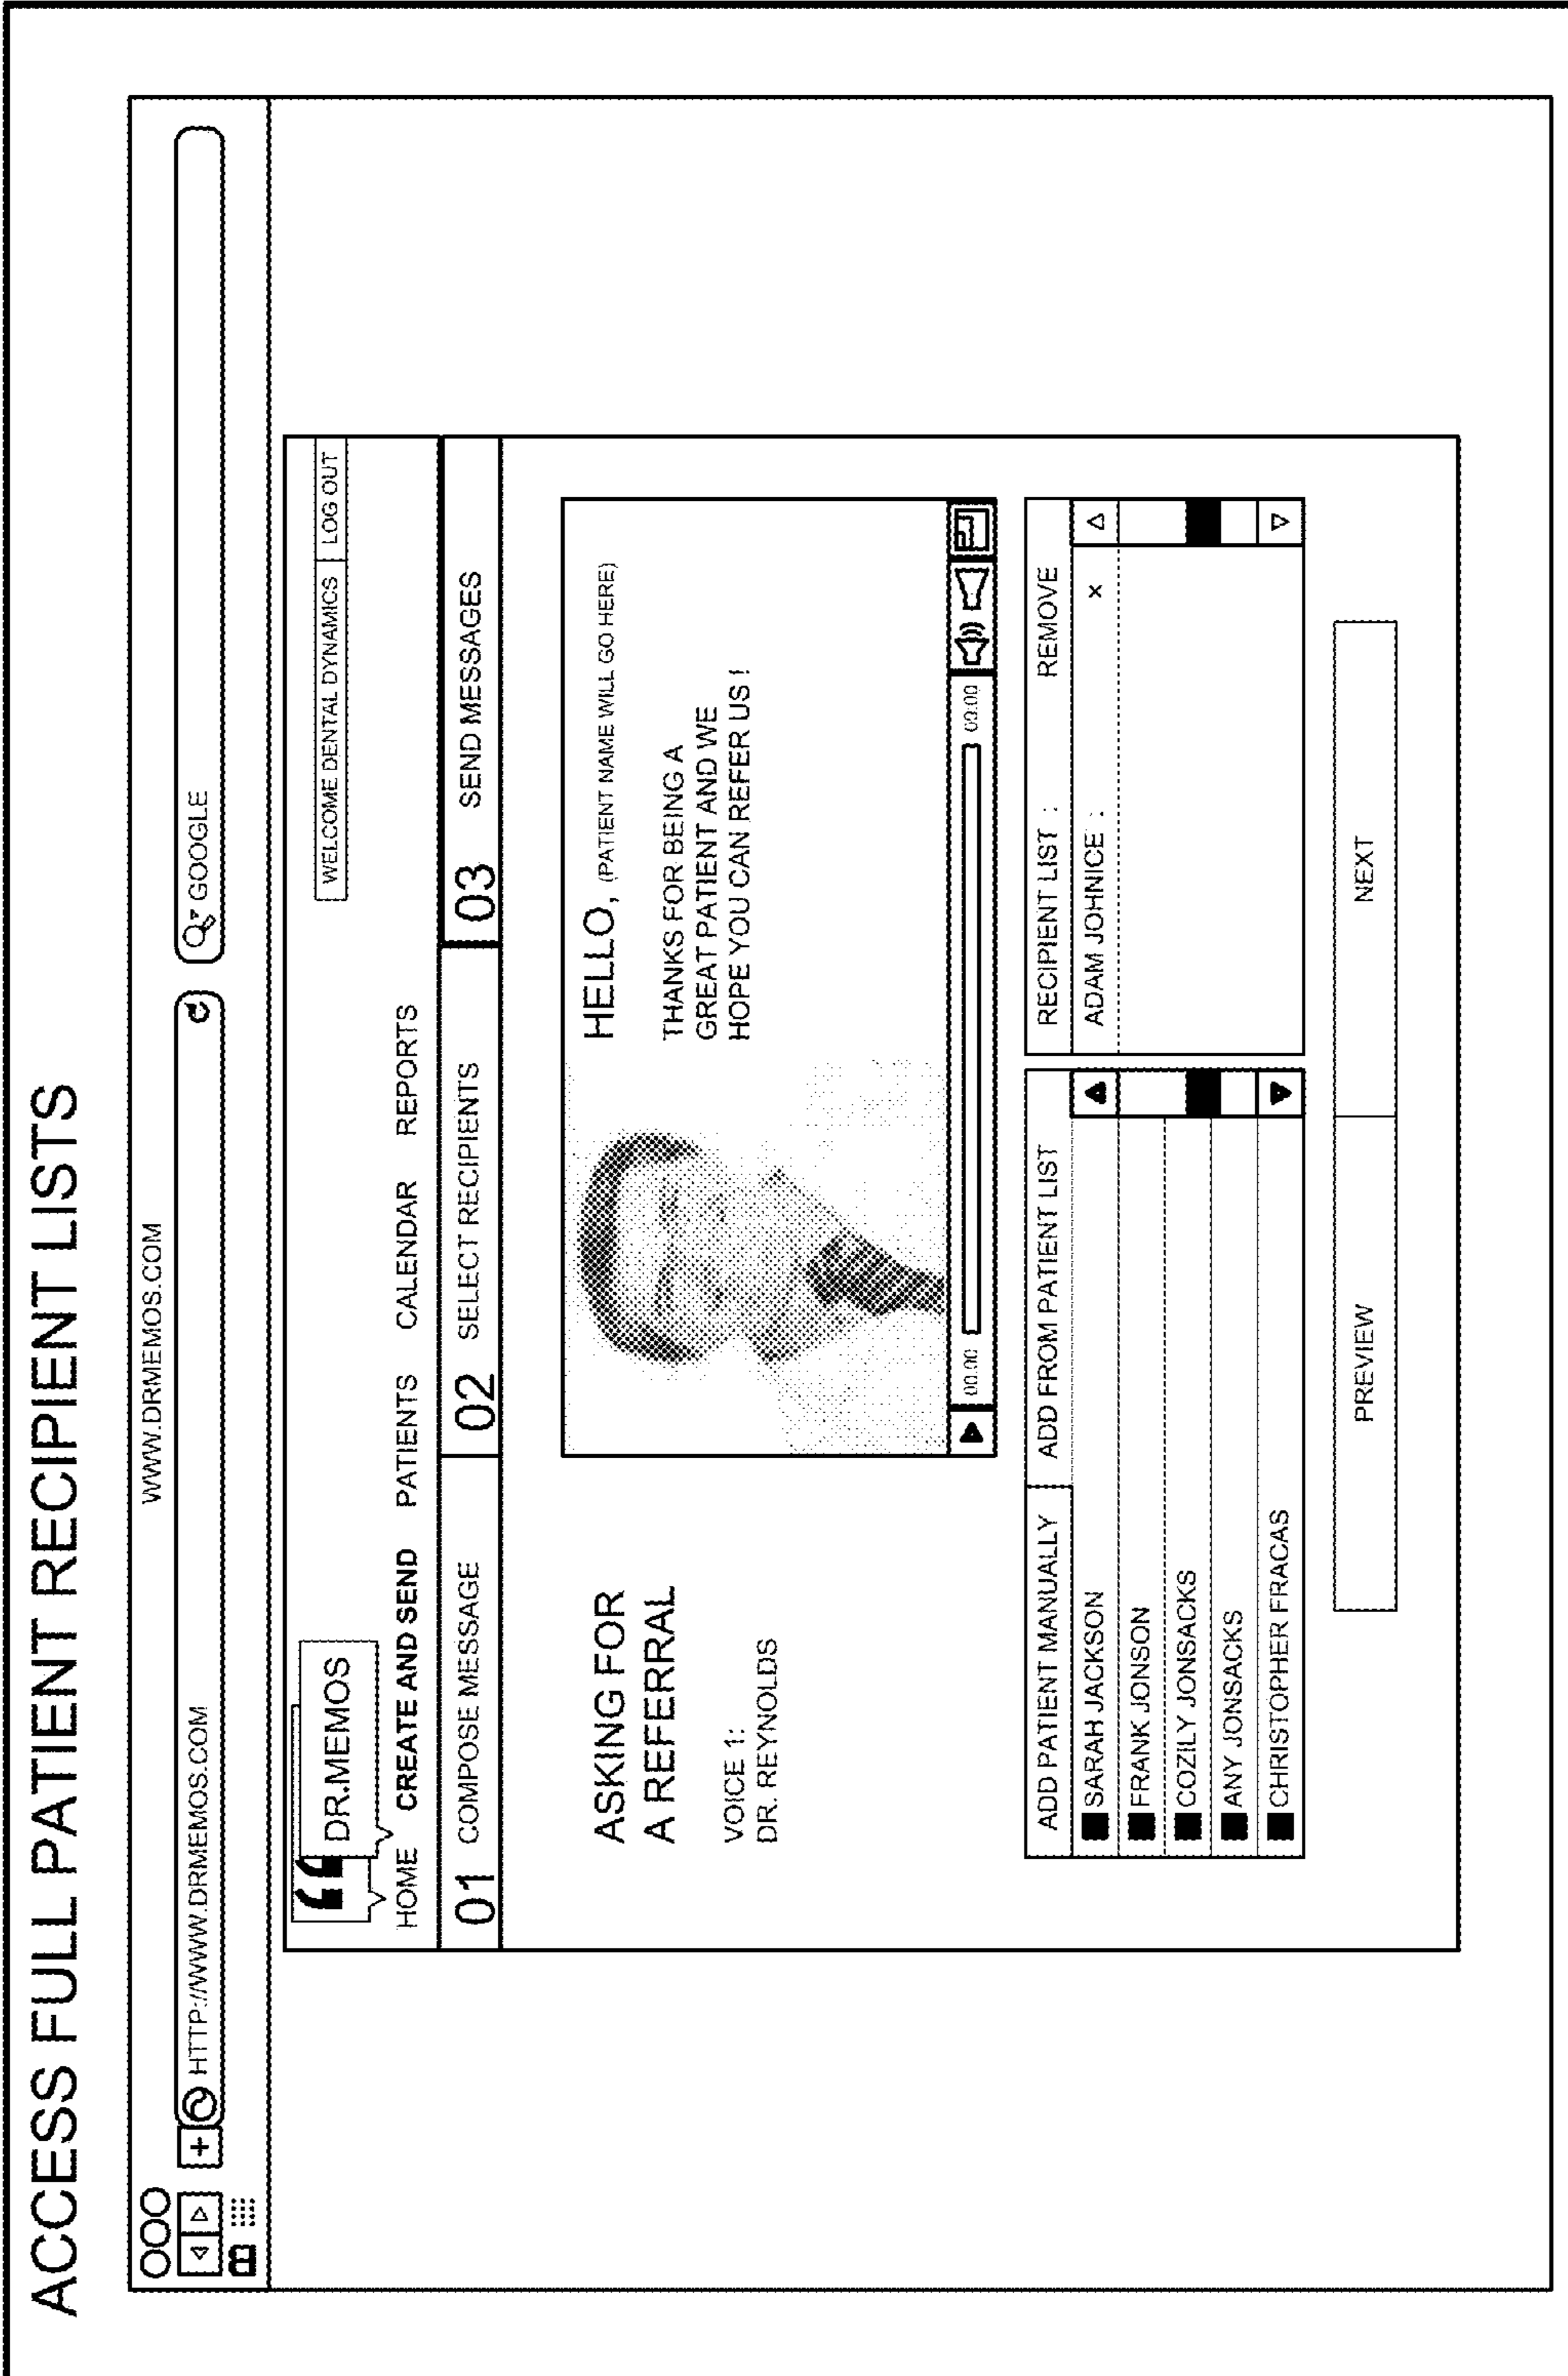 ACCESS FULL PATIENT RECIPIENT LISTS
WWW.DRMEMOS.COM
HTTP://WWW.DRMEMOS.COM
GOOGLE
DR.MEMOS
WELCOME DENTAL DYNAMICS LOG OUT
HOME CREATE AND SEND PATIENTS CALENDAR REPORTS
01 COMPOSE MESSAGE 02 SELECT RECIPIENTS 03 SEND MESSAGES
ASKING FOR
A REFERRAL
VOICE 1:
DR. REYNOLDS
HELLO, (PATIENT NAME WILL GO HERE)
THANKS FOR BEING A
GREAT PATIENT AND WE
HOPE YOU CAN REFER US !
00:00 00:00
ADD PATIENT MANUALLY ADD FROM PATIENT LIST
SARAH JACKSON
FRANK JONSON
COZILY JONSACKS
ANY JONSACKS
CHRISTOPHER FRACAS
RECIPIENT LIST : REMOVE
ADAM JOHNICE : ×
PREVIEW NEXT